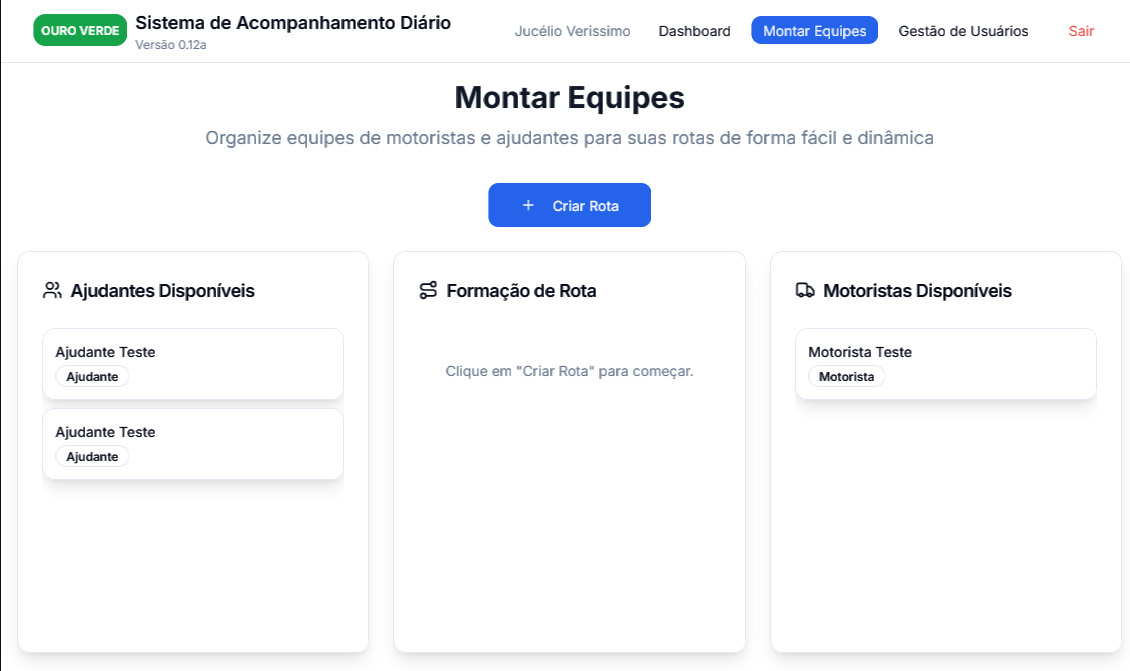 OURO VERDE
Sistema de Acompanhamento Diário
Versão 0.12a
Jucélio Verissimo
Dashboard
Montar Equipes
Gestão de Usuários
Sair
Montar Equipes
Organize equipes de motoristas e ajudantes para suas rotas de forma fácil e dinâmica
+ Criar Rota
Ajudantes Disponíveis
Ajudante Teste
Ajudante
Ajudante Teste
Ajudante
Formação de Rota
Clique em "Criar Rota" para começar.
Motoristas Disponíveis
Motorista Teste
Motorista